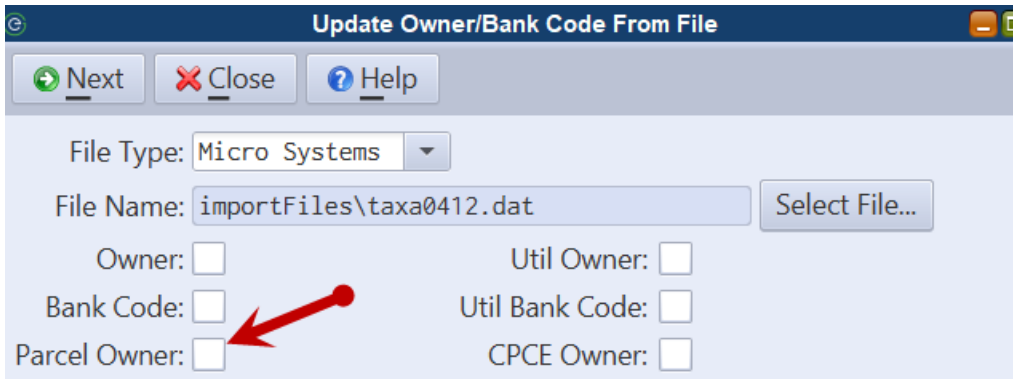 Update Owner/Bank Code From File
Next Close Help
File Type: Micro Systems
File Name: importFiles\taxa0412.dat Select File...
Owner: Util Owner:
Bank Code: Util Bank Code:
Parcel Owner: CPCE Owner: